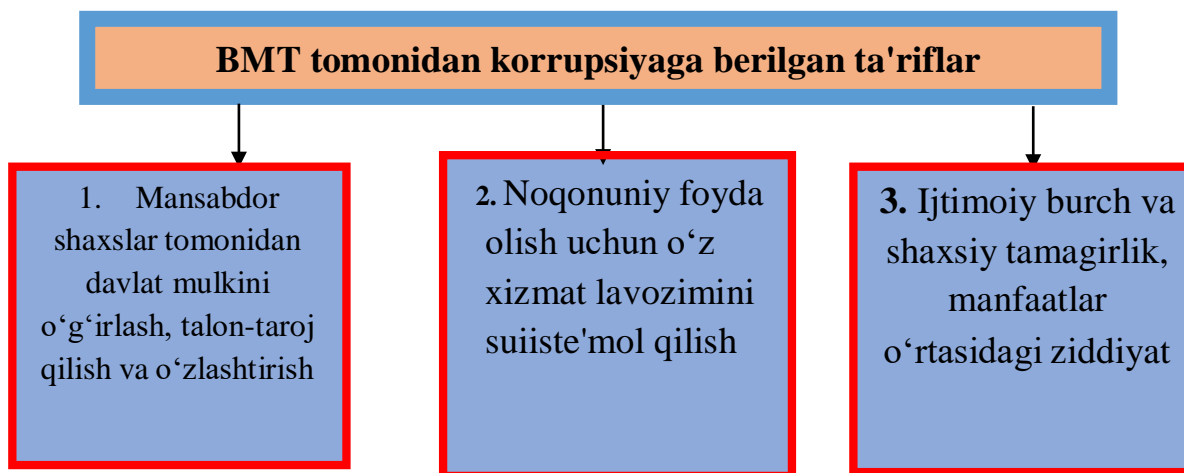 BMT tomonidan korrupsiyaga berilgan ta'riflar
1. Mansabdor
shaxslar tomonidan
davlat mulkini
o‘g‘irlash, talon-taroj
qilish va o‘zlashtirish
2. Noqonuniy foyda
olish uchun o‘z
xizmat lavozimini
suiiste'mol qilish
3. Ijtimoiy burch va
shaxsiy tamagirlik,
manfaatlar
o‘rtasidagi ziddiyat